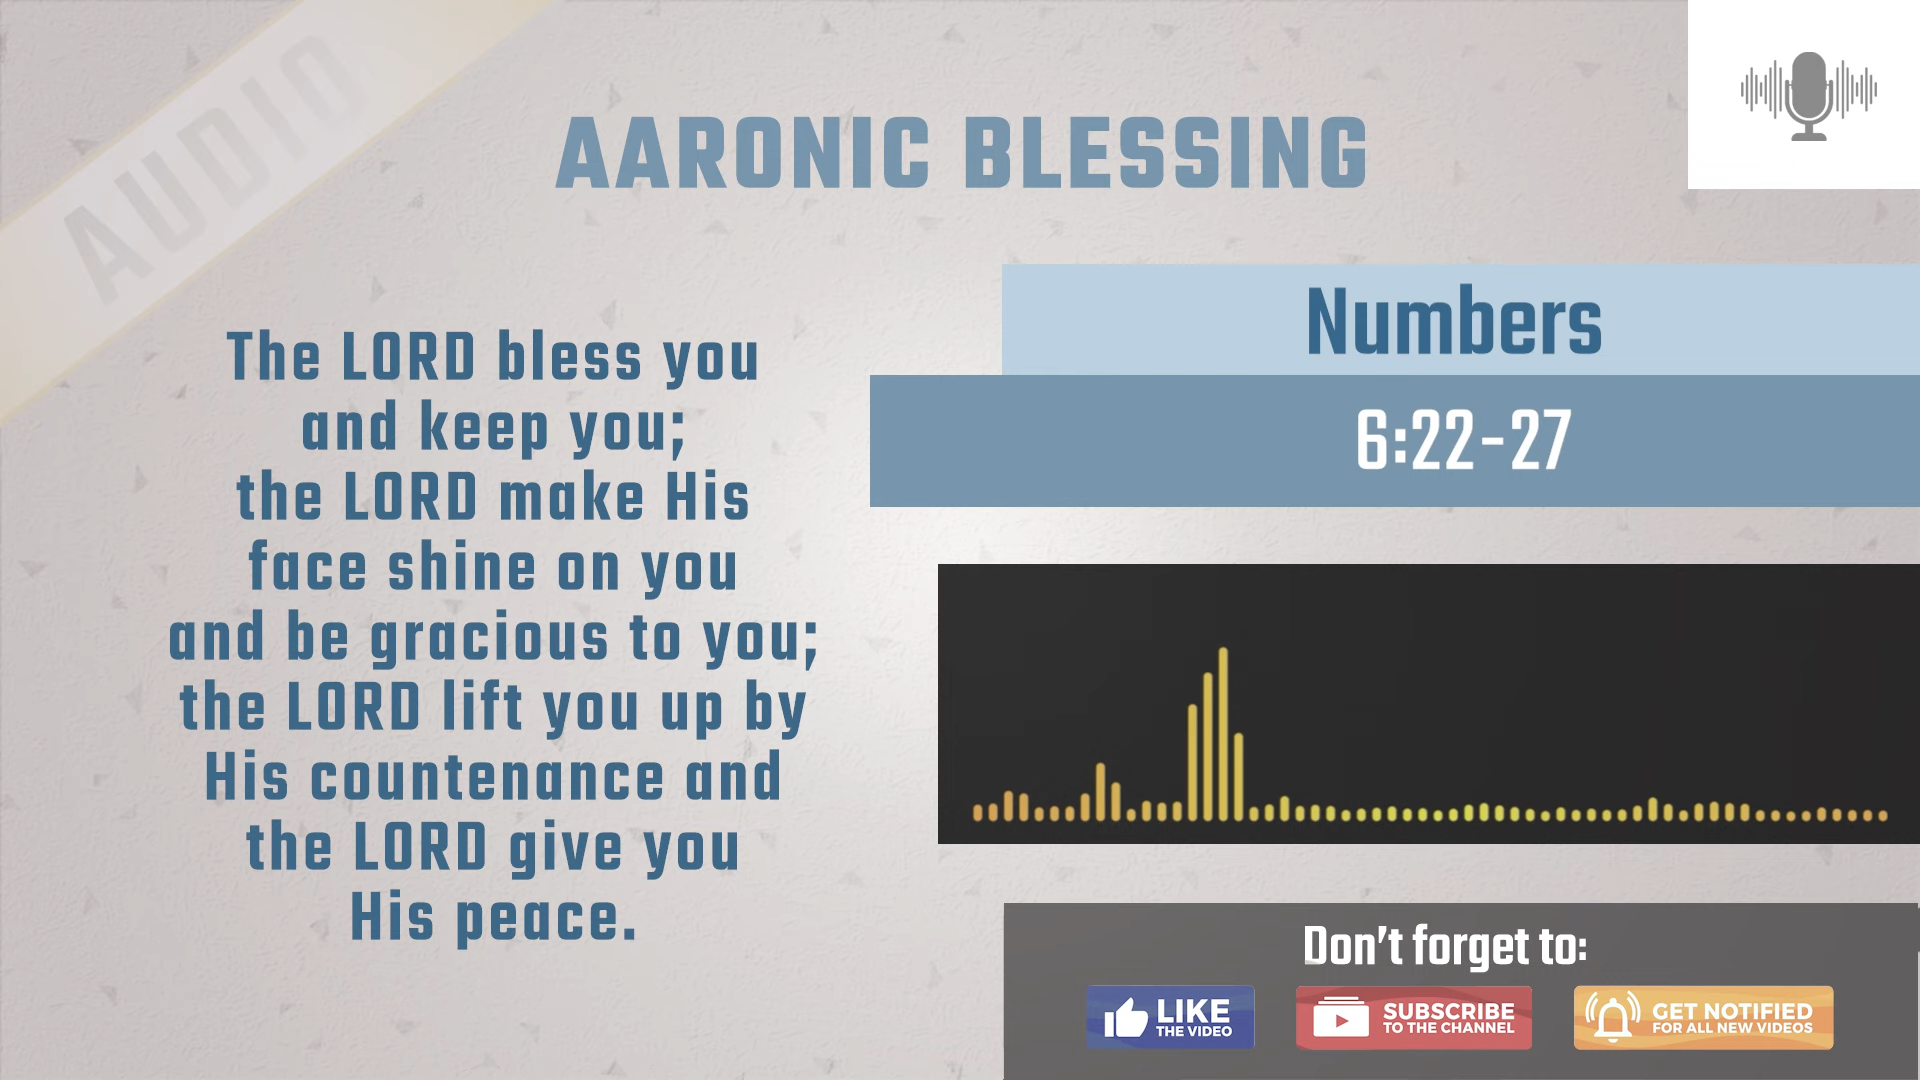 AUDIO
AARONIC BLESSING
The LORD bless you
and keep you;
the LORD make His
face shine on you
and be gracious to you;
the LORD lift you up by
His countenance and
the LORD give you
His peace.
Numbers
6:22-27
Don't forget to:
LIKE
THE VIDEO
SUBSCRIBE
TO THE CHANNEL
GET NOTIFIED
FOR ALL NEW VIDEOS